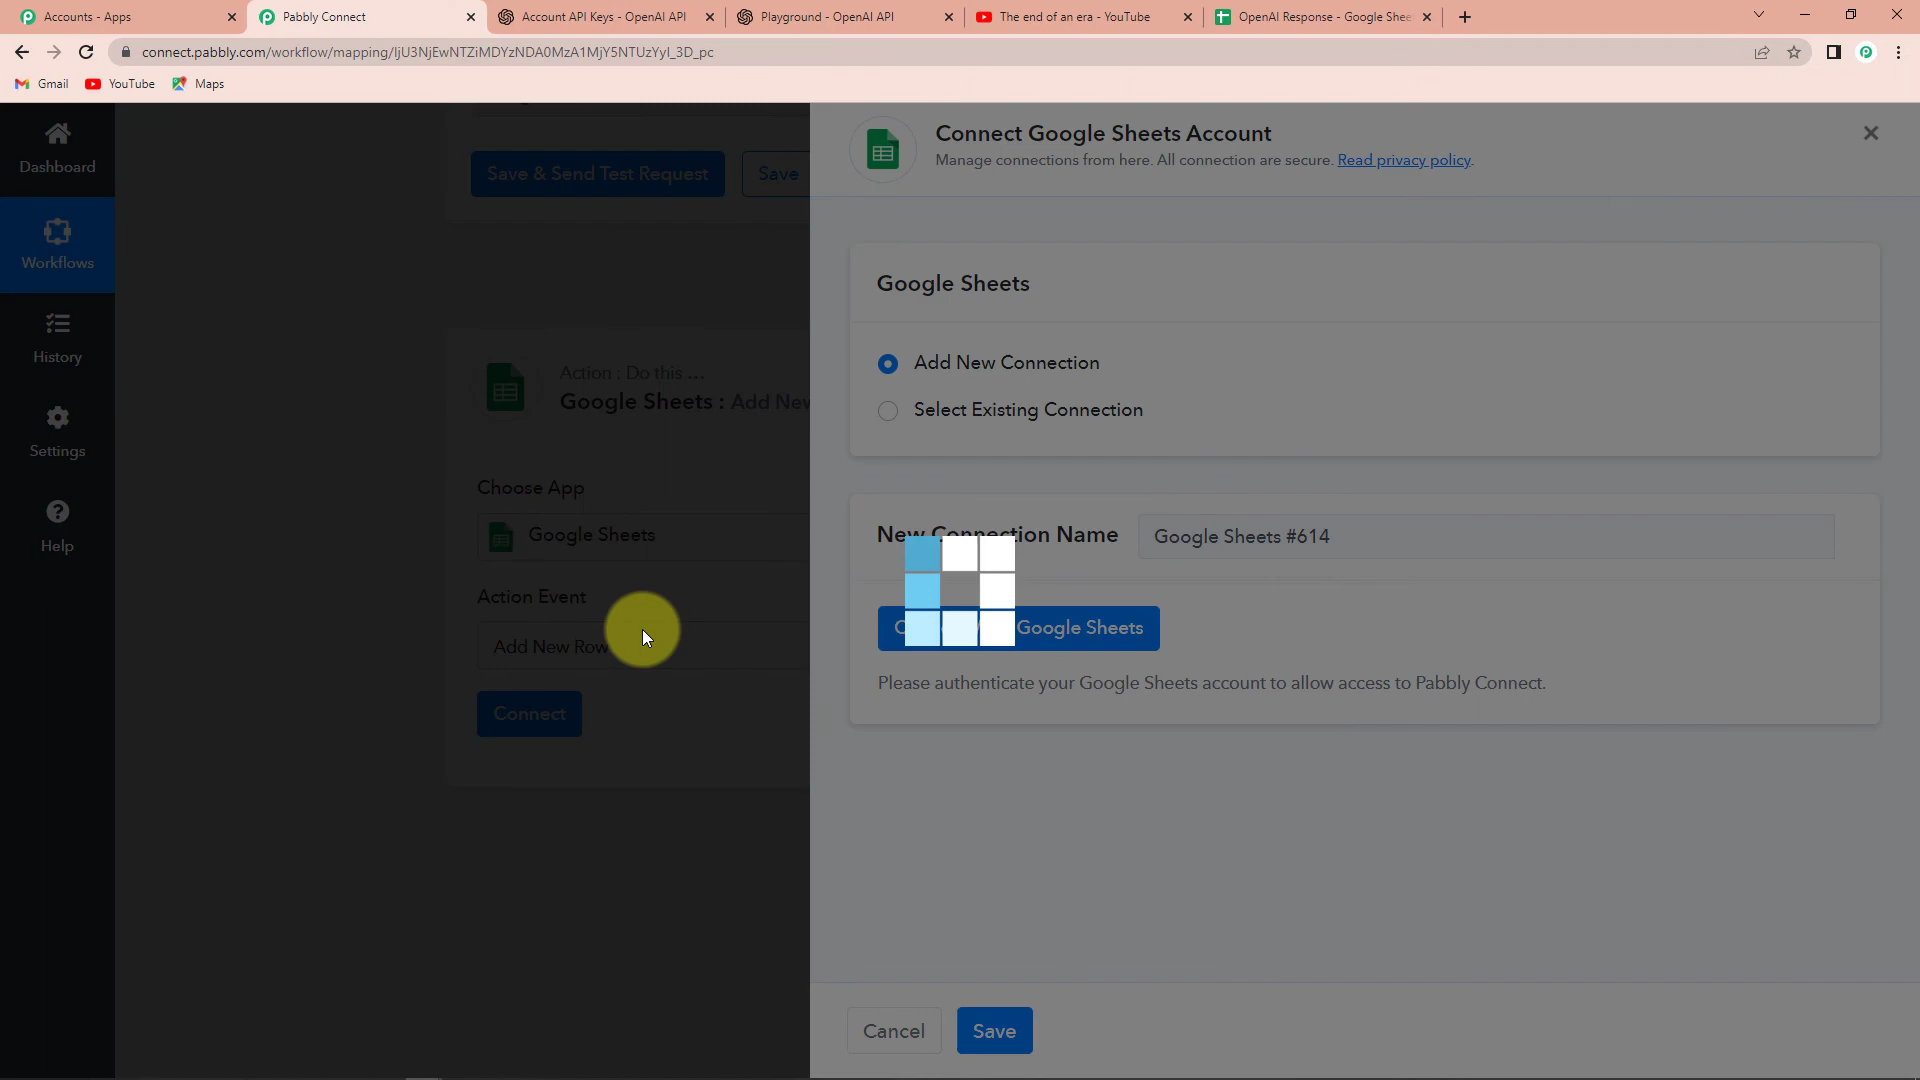 Accounts - Apps
Pabbly Connect
Account API Keys - OpenAI API
Playground - OpenAI API
The end of an era - YouTube
OpenAI Response - Google Shee
connect.pabbly.com/workflow/mapping/IjU3NjEwNTZiMDYzNDA0MzA1MjY5NTUzYyI_3D_pc
Gmail
YouTube
Maps
Dashboard
Workflows
History
Settings
Help
Save & Send Test Request
Save
Action : Do this ...
Google Sheets : Add New
Choose App
Google Sheets
Action Event
Add New Row
Connect
Connect Google Sheets Account
Manage connections from here. All connection are secure. Read privacy policy.
Google Sheets
Add New Connection
Select Existing Connection
New Connection Name
Google Sheets #614
Google Sheets
Please authenticate your Google Sheets account to allow access to Pabbly Connect.
Cancel
Save